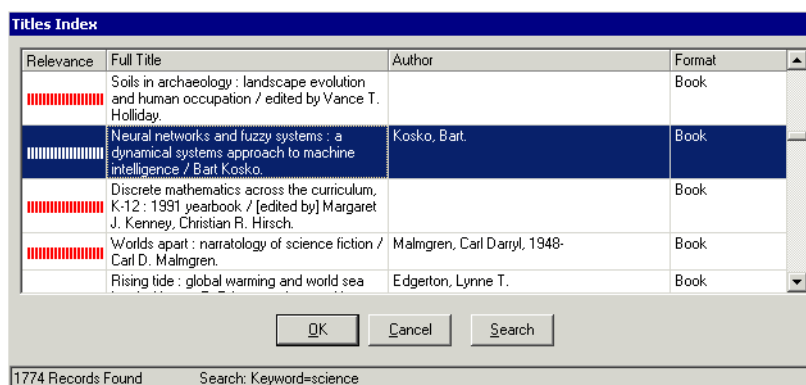 Titles Index
Relevance Full Title Author Format
Soils in archaeology : landscape evolution Book
and human occupation / edited by Vance T.
Holliday.
Neural networks and fuzzy systems : a Kosko, Bart. Book
dynamical systems approach to machine
intelligence / Bart Kosko.
Discrete mathematics across the curriculum, Book
K-12 : 1991 yearbook / [edited by] Margaret
J. Kenney, Christian R. Hirsch.
Worlds apart : narratology of science fiction / Malmgren, Carl Darryl, 1948- Book
Carl D. Malmgren.
Rising tide : global warming and world sea Edgerton, Lynne T. Book
OK Cancel Search
1774 Records Found Search: Keyword=science